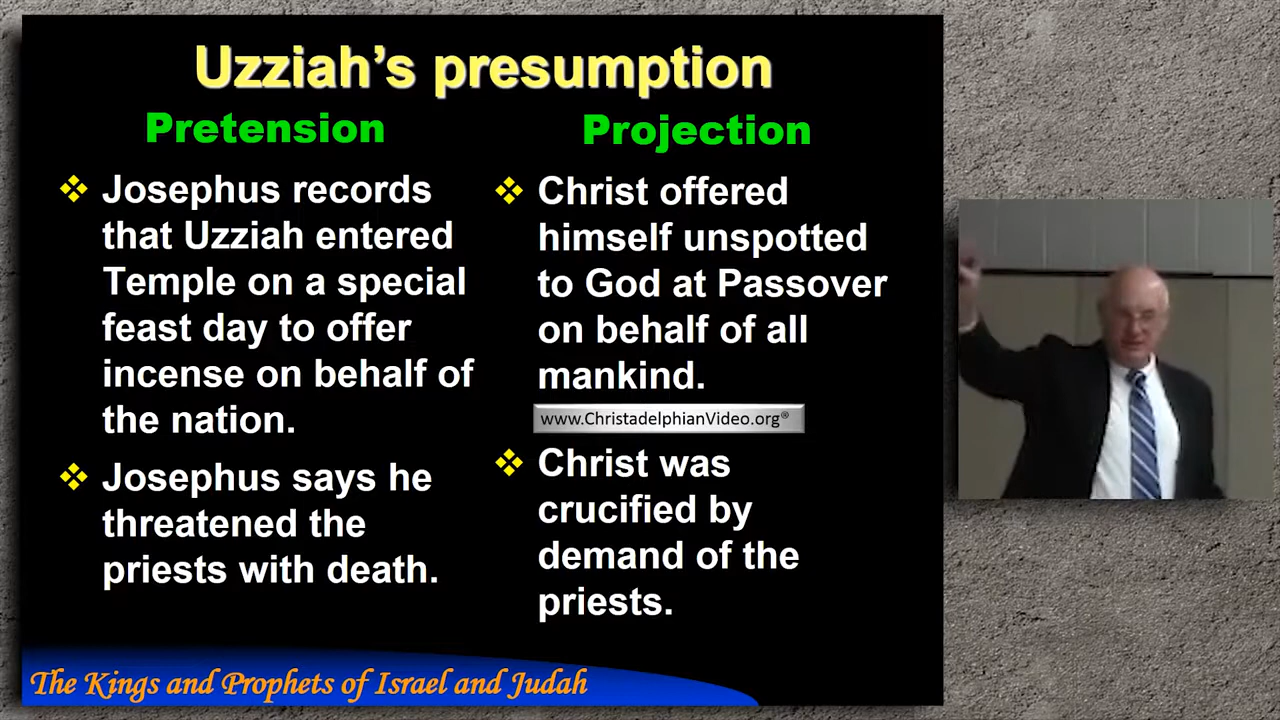 Uzziah's presumption
Pretension
❖ Josephus records
that Uzziah entered
Temple on a special
feast day to offer
incense on behalf of
the nation.
❖ Josephus says he
threatened the
priests with death.
Projection
❖ Christ offered
himself unspotted
to God at Passover
on behalf of all
mankind.
www.ChristadelphianVideo.org®
❖ Christ was
crucified by
demand of the
priests.
The Kings and Prophets of Israel and Judah